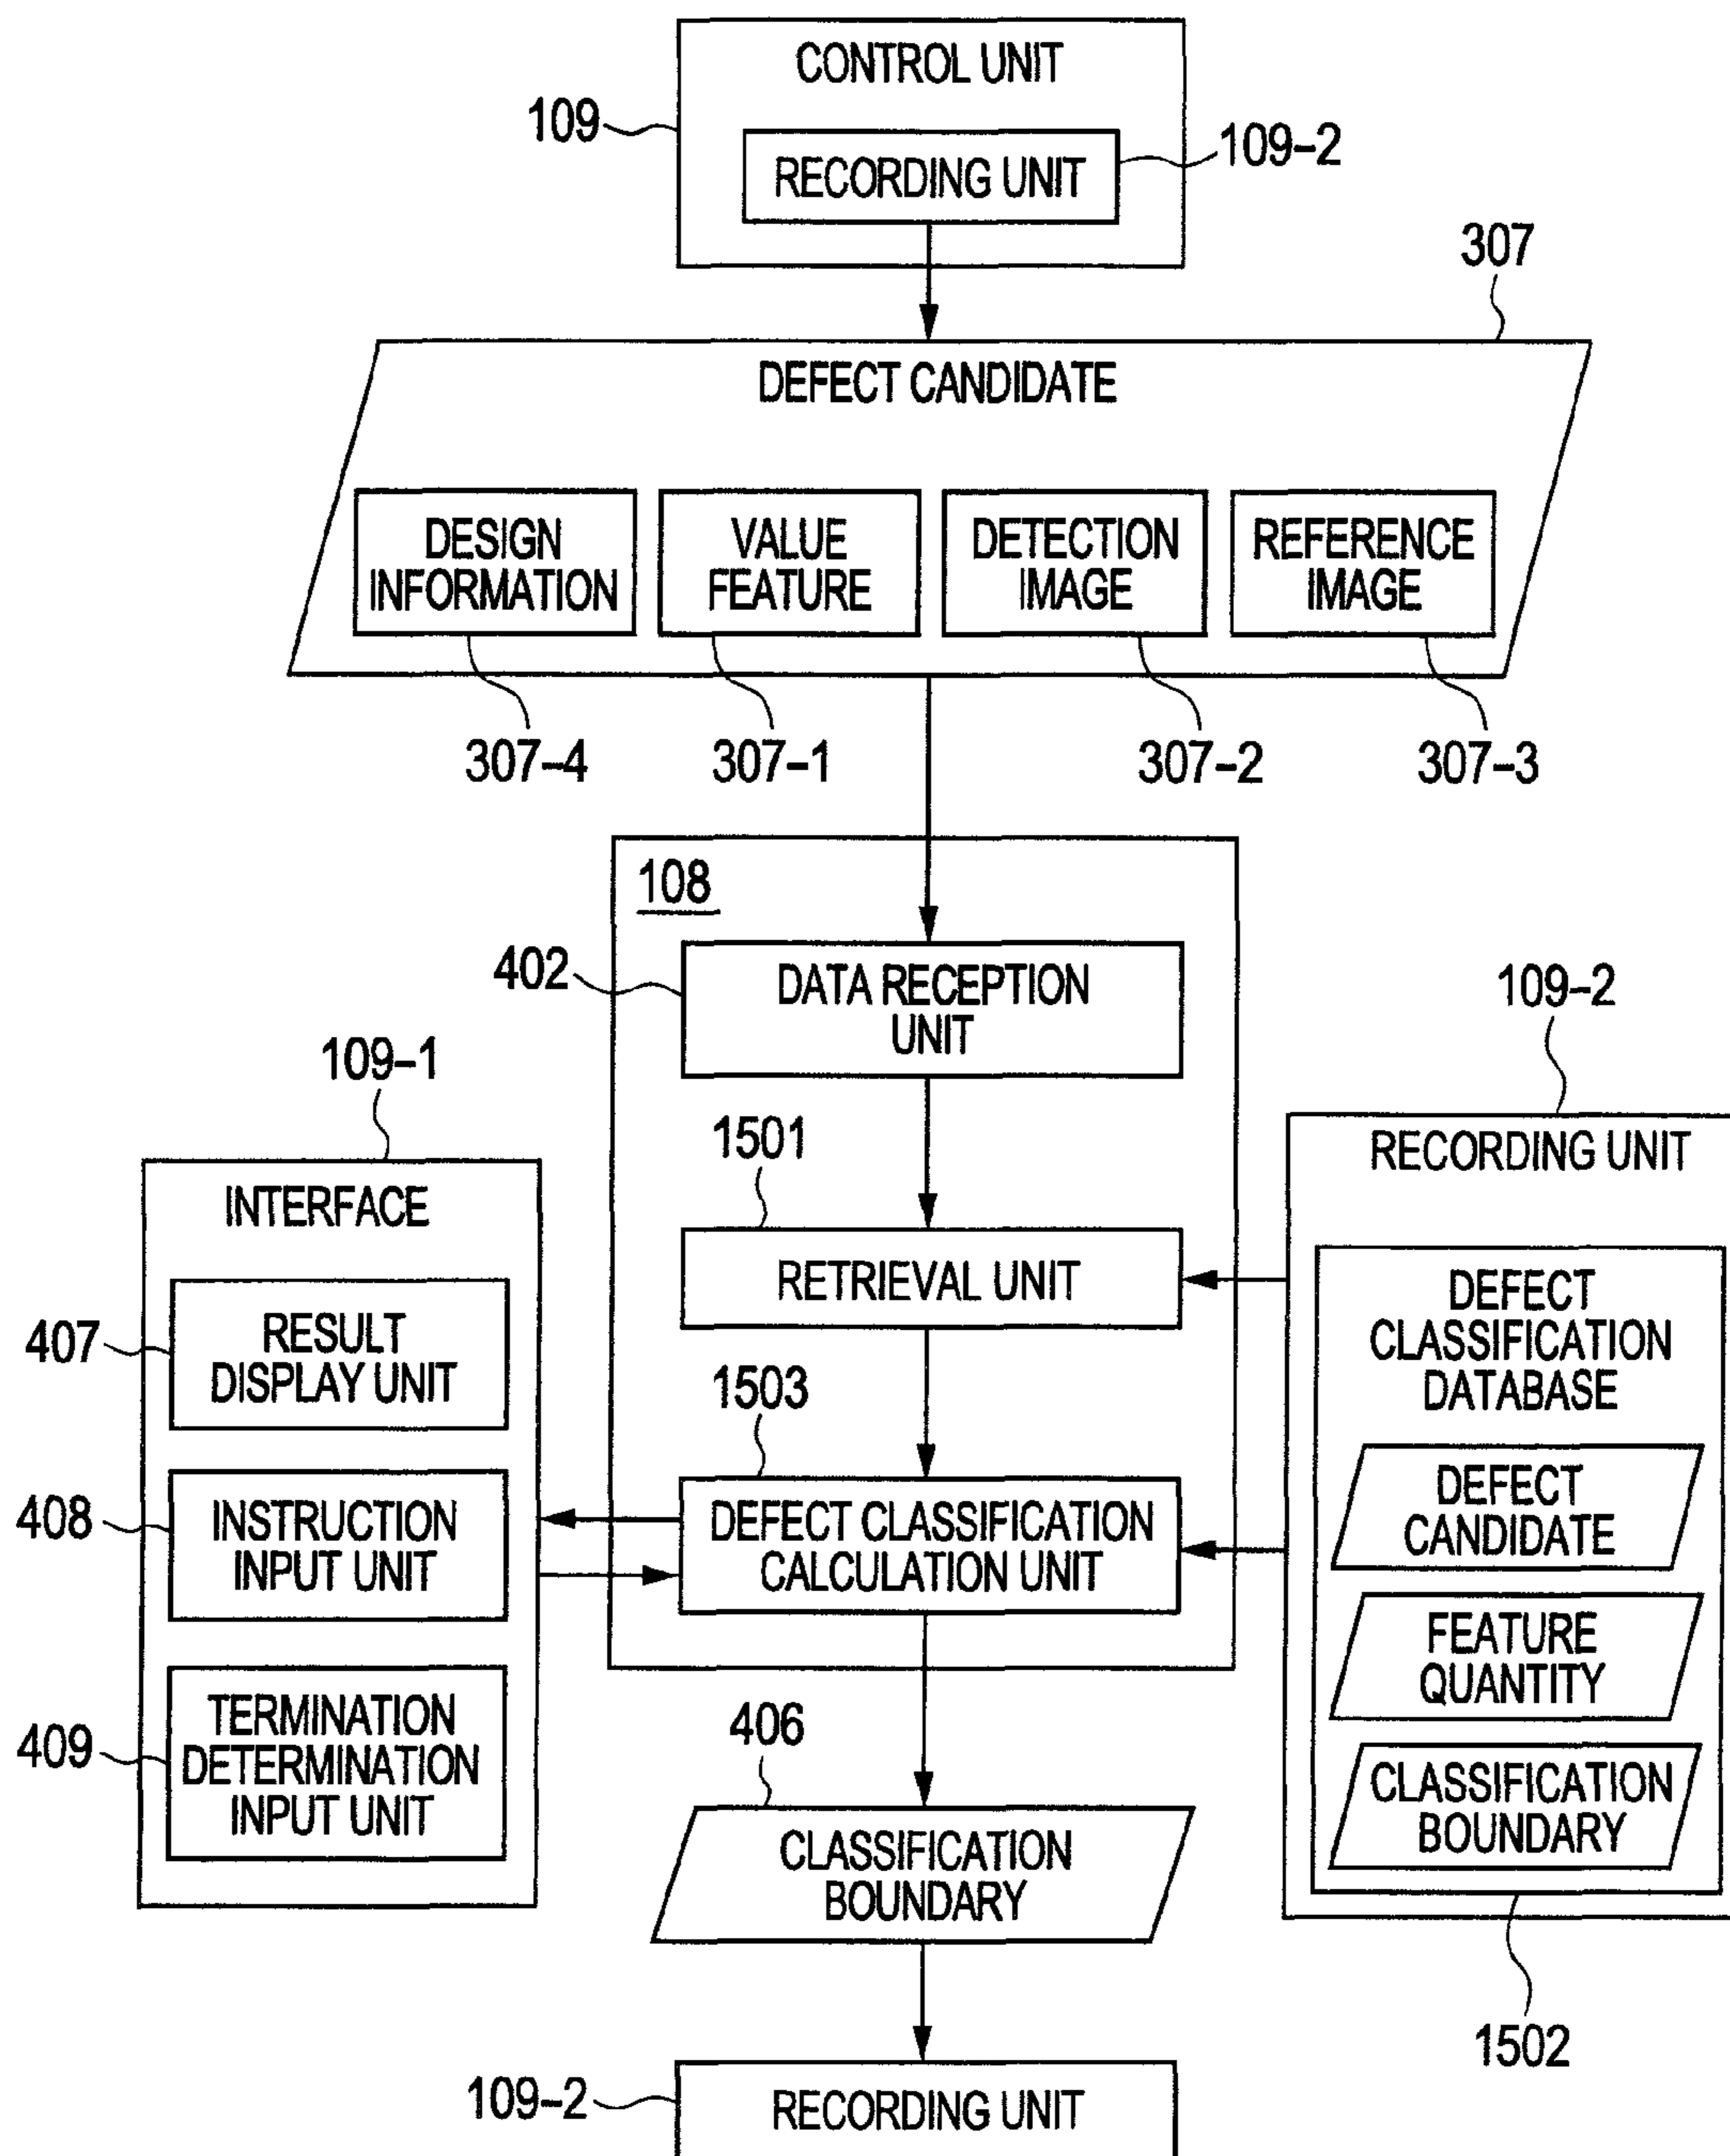 CONTROL UNIT
109
RECORDING UNIT
109-2
307
DEFECT CANDIDATE
DESIGN
INFORMATION
VALUE
FEATURE
DETECTION
IMAGE
REFERENCE
IMAGE
307-4
307-1
307-2
307-3
108
402
DATA RECEPTION
UNIT
109-1
INTERFACE
407
RESULT
DISPLAY UNIT
408
INSTRUCTION
INPUT UNIT
409
TERMINATION
DETERMINATION
INPUT UNIT
1501
RETRIEVAL UNIT
1503
DEFECT CLASSIFICATION
CALCULATION UNIT
109-2
RECORDING UNIT
DEFECT
CLASSIFICATION
DATABASE
DEFECT
CANDIDATE
FEATURE
QUANTITY
CLASSIFICATION
BOUNDARY
1502
406
CLASSIFICATION
BOUNDARY
109-2
RECORDING UNIT